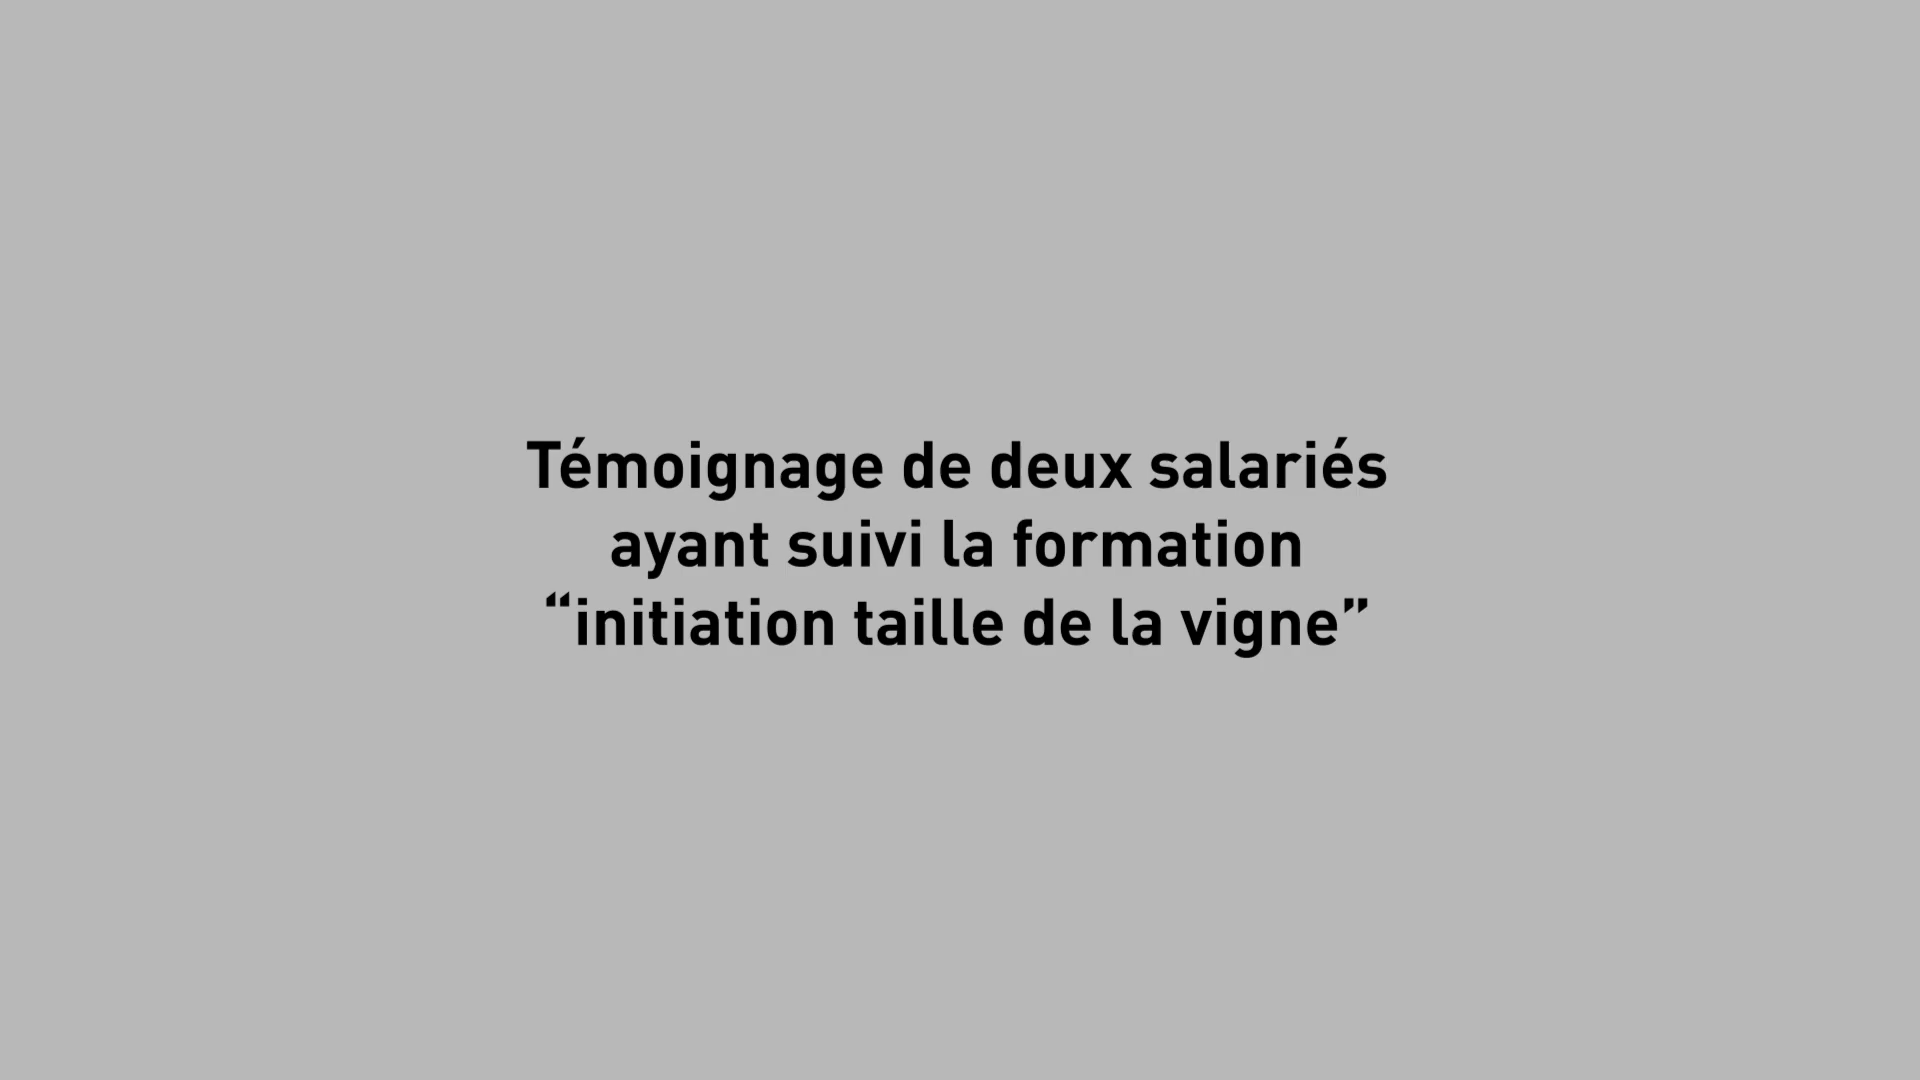 Témoignage de deux salariés
ayant suivi la formation
“initiation taille de la vigne”